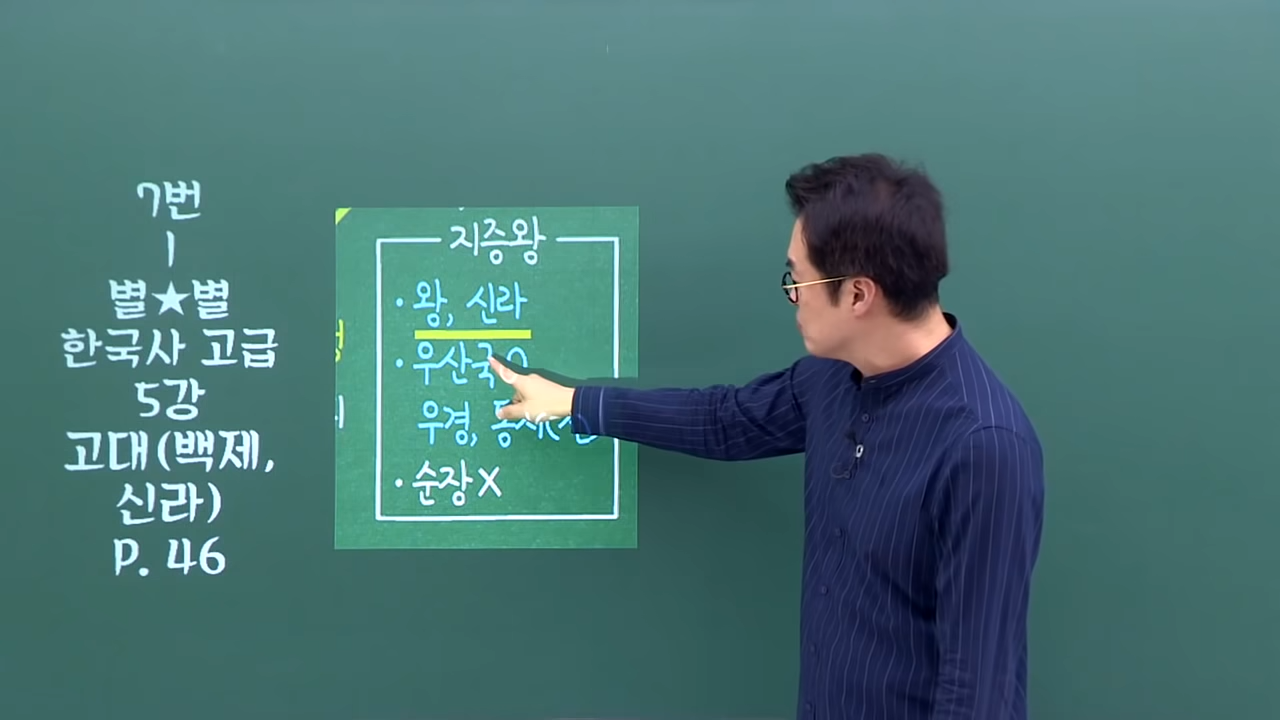 7번
1
별★별
한국사 고급
5강
고대(백제,
신라)
P. 46
지증왕
· 왕, 신라
· 우산국
우경,
· 순장 X